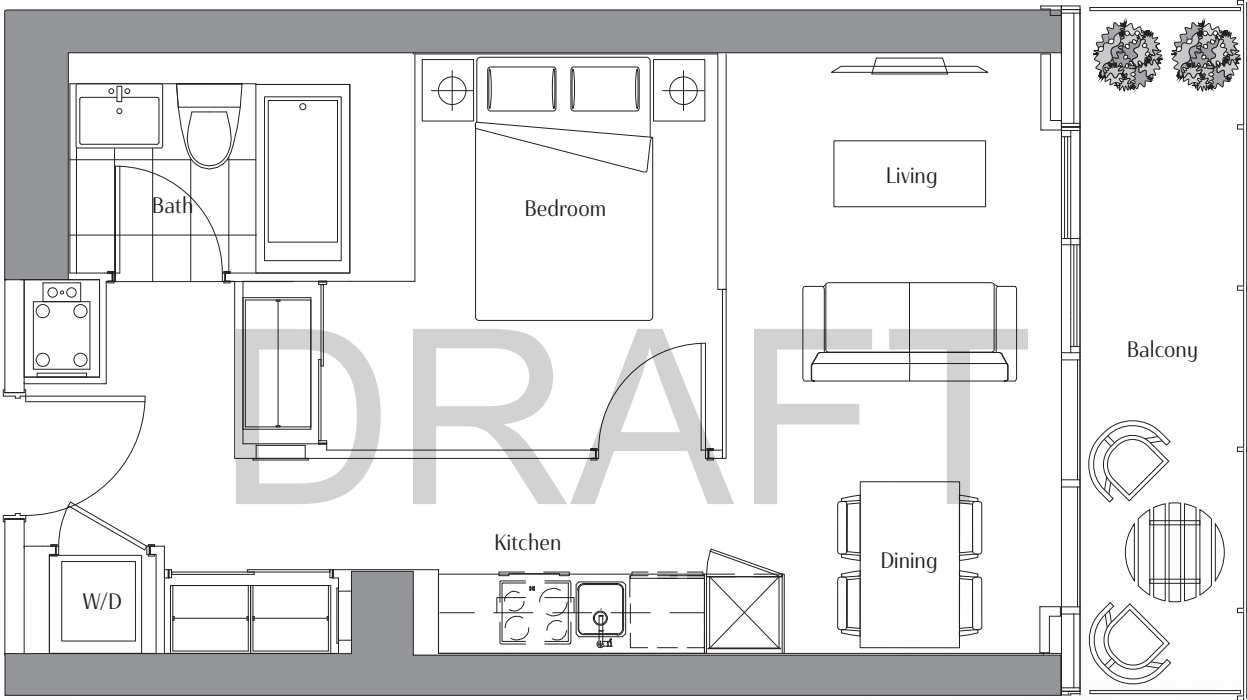 Living
Bath
Bedroom
DRAFT
Balcony
Kitchen
Dining
W/D